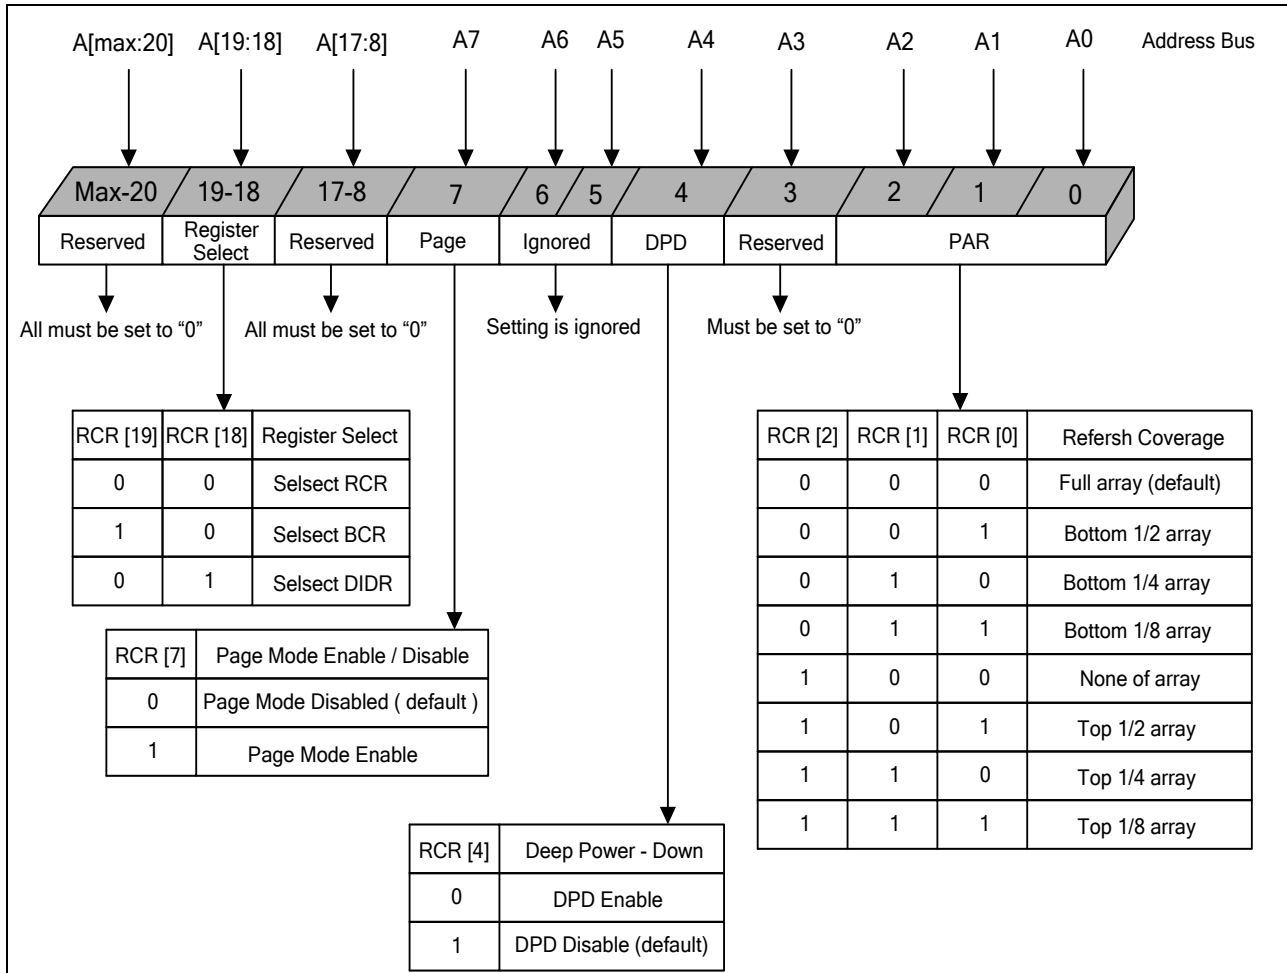 A[max:20] A[19:18] A[17:8] A7 A6 A5 A4 A3 A2 A1 A0 Address Bus
Max-20 19-18 17-8 7 6 5 4 3 2 1 0
Reserved Register Select Reserved Page Ignored DPD Reserved PAR
All must be set to “0” All must be set to “0” Setting is ignored Must be set to “0”
RCR [19] RCR [18] Register Select
0 0 Selsect RCR
1 0 Selsect BCR
0 1 Selsect DIDR
RCR [7] Page Mode Enable / Disable
0 Page Mode Disabled ( default )
1 Page Mode Enable
RCR [4] Deep Power - Down
0 DPD Enable
1 DPD Disable (default)
RCR [2] RCR [1] RCR [0] Refersh Coverage
0 0 0 Full array (default)
0 0 1 Bottom 1/2 array
0 1 0 Bottom 1/4 array
0 1 1 Bottom 1/8 array
1 0 0 None of array
1 0 1 Top 1/2 array
1 1 0 Top 1/4 array
1 1 1 Top 1/8 array